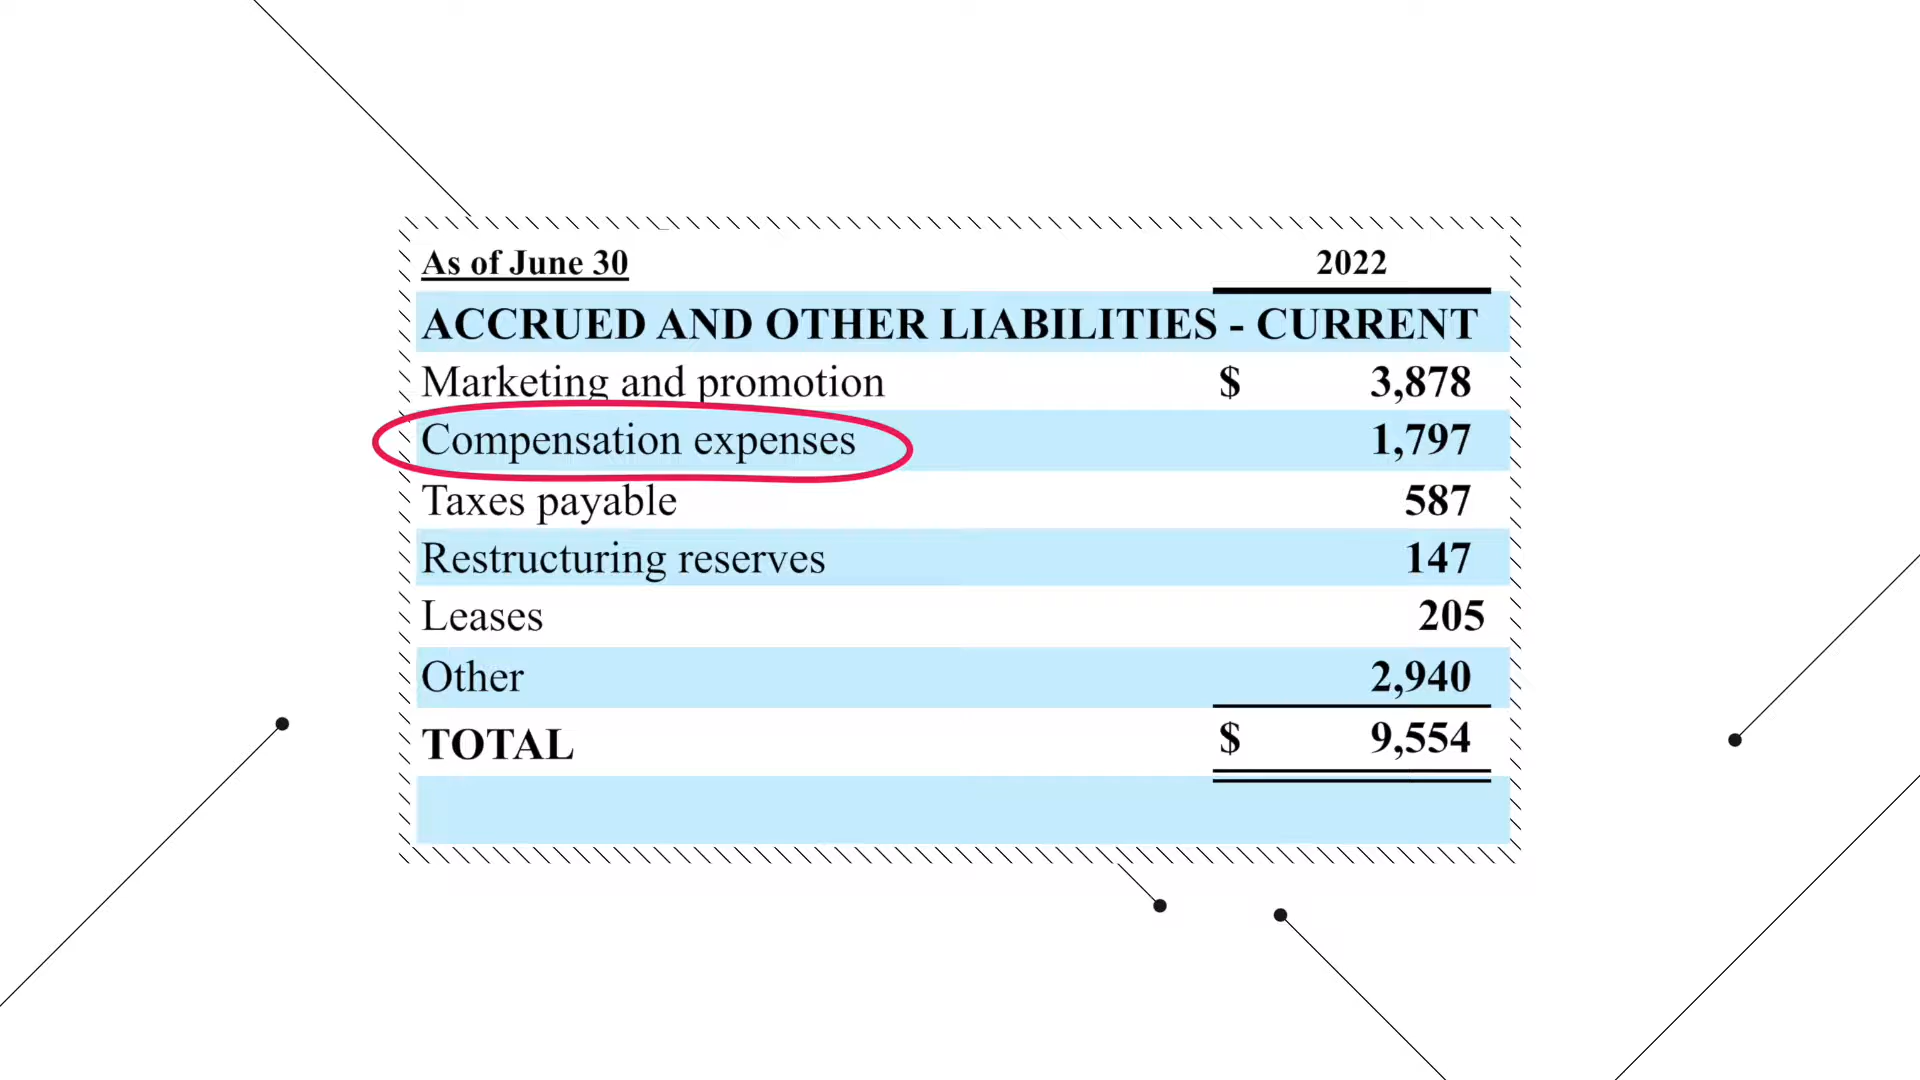 As of June 30 2022
ACCRUED AND OTHER LIABILITIES - CURRENT
Marketing and promotion $ 3,878
Compensation expenses 1,797
Taxes payable 587
Restructuring reserves 147
Leases 205
Other 2,940
TOTAL $ 9,554